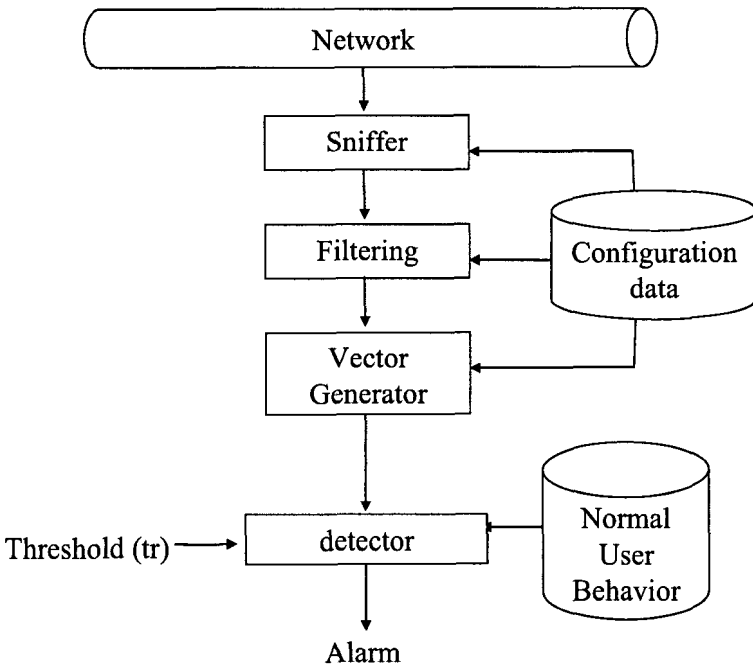 Network
Sniffer
Filtering
Configuration
data
Vector
Generator
Threshold (tr)
detector
Normal
User
Behavior
Alarm